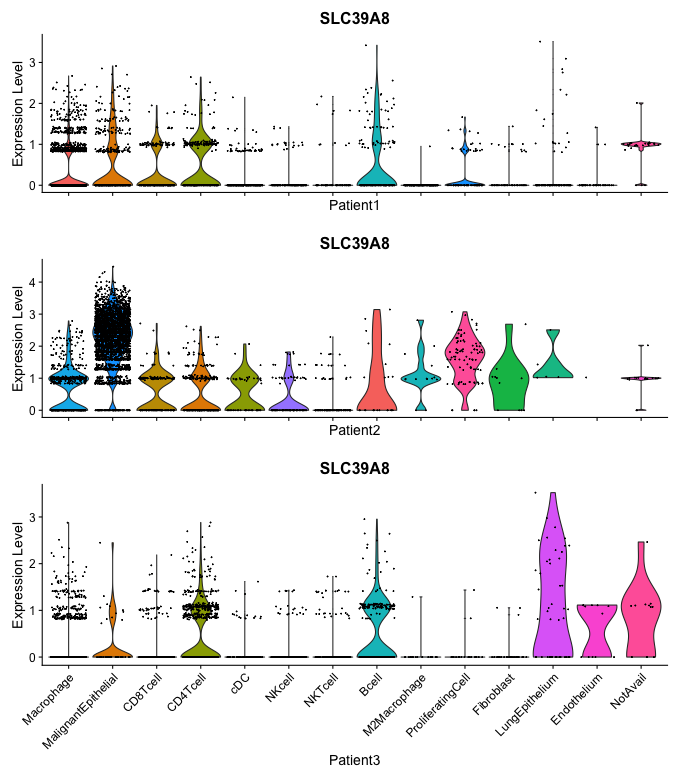 SLC39A8
Expression Level
3
2
1
0
Patient1
SLC39A8
Expression Level
4
3
2
1
0
Patient2
SLC39A8
Expression Level
3
2
1
0
Macrophage
MalignantEpithelial
CD8Tcell
CD4Tcell
cDC
NKcell
NKTcell
Bcell
M2Macrophage
ProliferatingCell
Fibroblast
LungEpithelium
Endothelium
NotAvail
Patient3